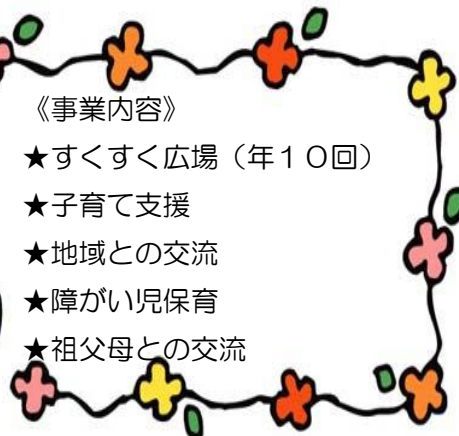 《事業内容》
★すくすく広場（年１０回）
★子育て支援
★地域との交流
★障がい児保育
★祖父母との交流